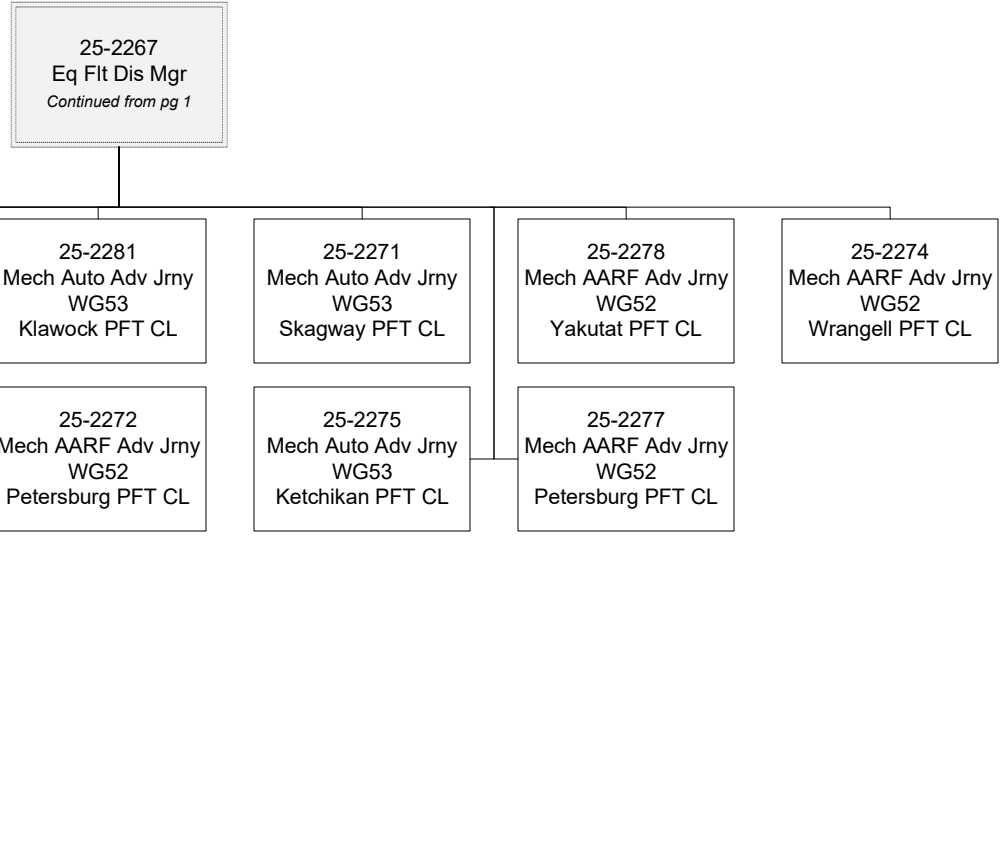 25-2267
Eq Flt Dis Mgr
Continued from pg 1
25-2281
Mech Auto Adv Jrny
WG53
Klawock PFT CL
25-2271
Mech Auto Adv Jrny
WG53
Skagway PFT CL
25-2278
Mech AARF Adv Jrny
WG52
Yakutat PFT CL
25-2274
Mech AARF Adv Jrny
WG52
Wrangell PFT CL
25-2272
Mech AARF Adv Jrny
WG52
Petersburg PFT CL
25-2275
Mech Auto Adv Jrny
WG53
Ketchikan PFT CL
25-2277
Mech AARF Adv Jrny
WG52
Petersburg PFT CL